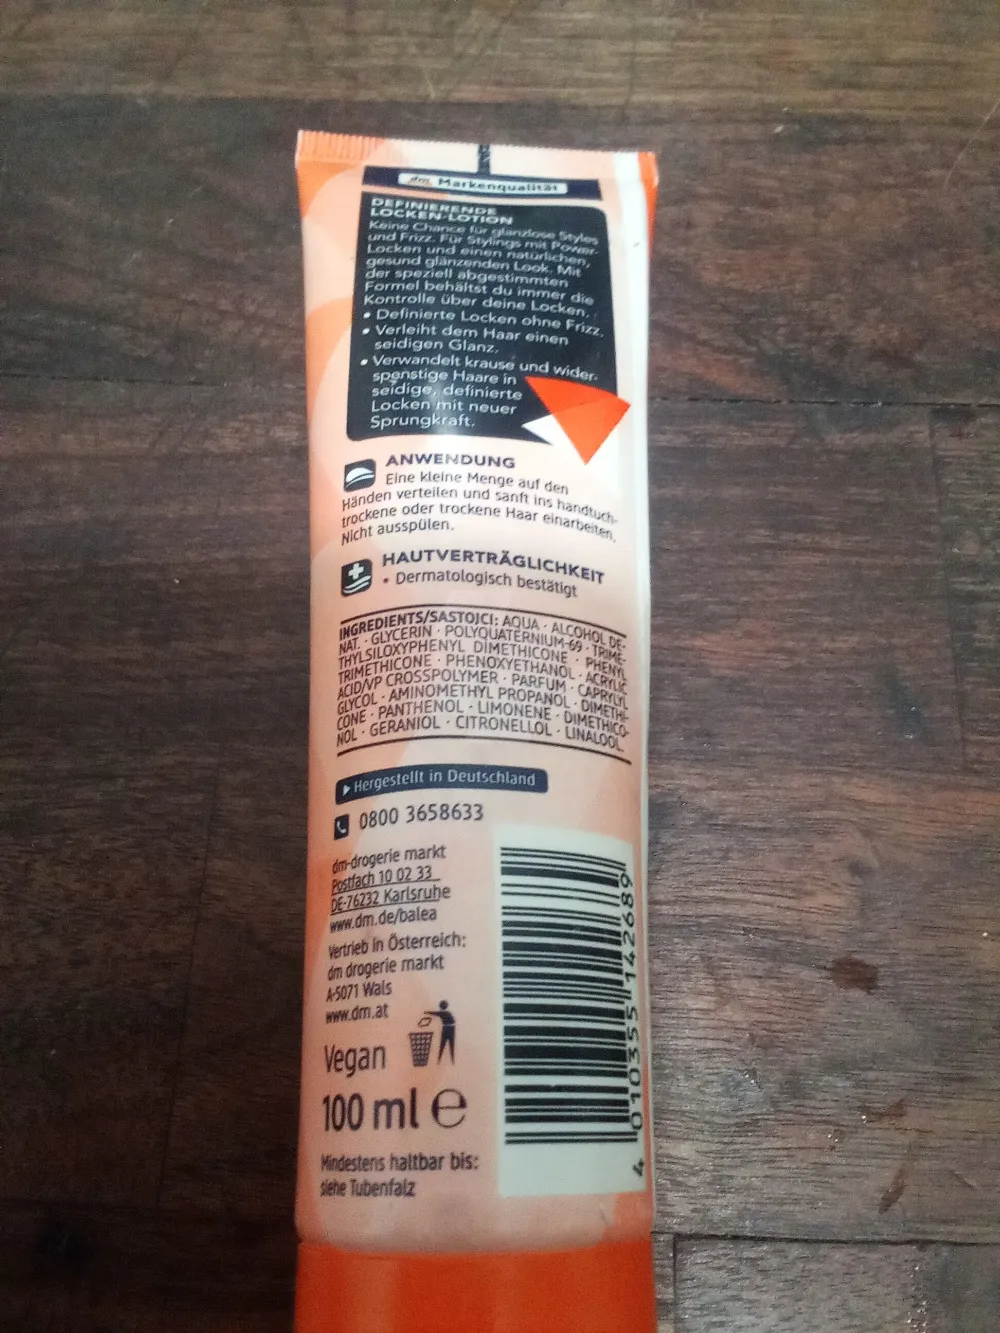 dm Markenqualität
DEFINIERENDE
LOCKEN-LOTION
Keine Chance für glanzlose Styles
und Frizz. Für Stylings mit Power-
Locken und einen natürlichen,
gesund glänzenden Look. Mit
der speziell abgestimmten
Formel behältst du immer die
Kontrolle über deine Locken.
• Definierte Locken ohne Frizz.
• Verleiht dem Haar einen
seidigen Glanz.
• Verwandelt krause und wider-
spenstige Haare in
seidige, definierte
Locken mit neuer
Sprungkraft.
ANWENDUNG
Eine kleine Menge auf den
Händen verteilen und sanft ins handtuch-
trockene oder trockene Haar einarbeiten.
Nicht ausspülen.
HAUTVERTRÄGLICHKEIT
• Dermatologisch bestätigt
INGREDIENTS/SASTOJCI: AQUA · ALCOHOL DE-
NAT. · GLYCERIN · POLYQUATERNIUM-69 · TRIME-
THYLSILOXYPHENYL DIMETHICONE · PHENYL
TRIMETHICONE · PHENOXYETHANOL · ACRYLIC
ACID/VP CROSSPOLYMER · PARFUM · CAPRYLYL
GLYCOL · AMINOMETHYL PROPANOL · DIMETHI-
CONE · PANTHENOL · LIMONENE · DIMETHICO-
NOL · GERANIOL · CITRONELLOL · LINALOOL.
Hergestellt in Deutschland
0800 3658633
dm-drogerie markt
Postfach 10 02 33
DE-76232 Karlsruhe
www.dm.de/balea
Vertrieb in Österreich:
dm drogerie markt
A-5071 Wals
www.dm.at
Vegan
100 ml e
Mindestens haltbar bis:
siehe Tubenfalz
4 010355 142689